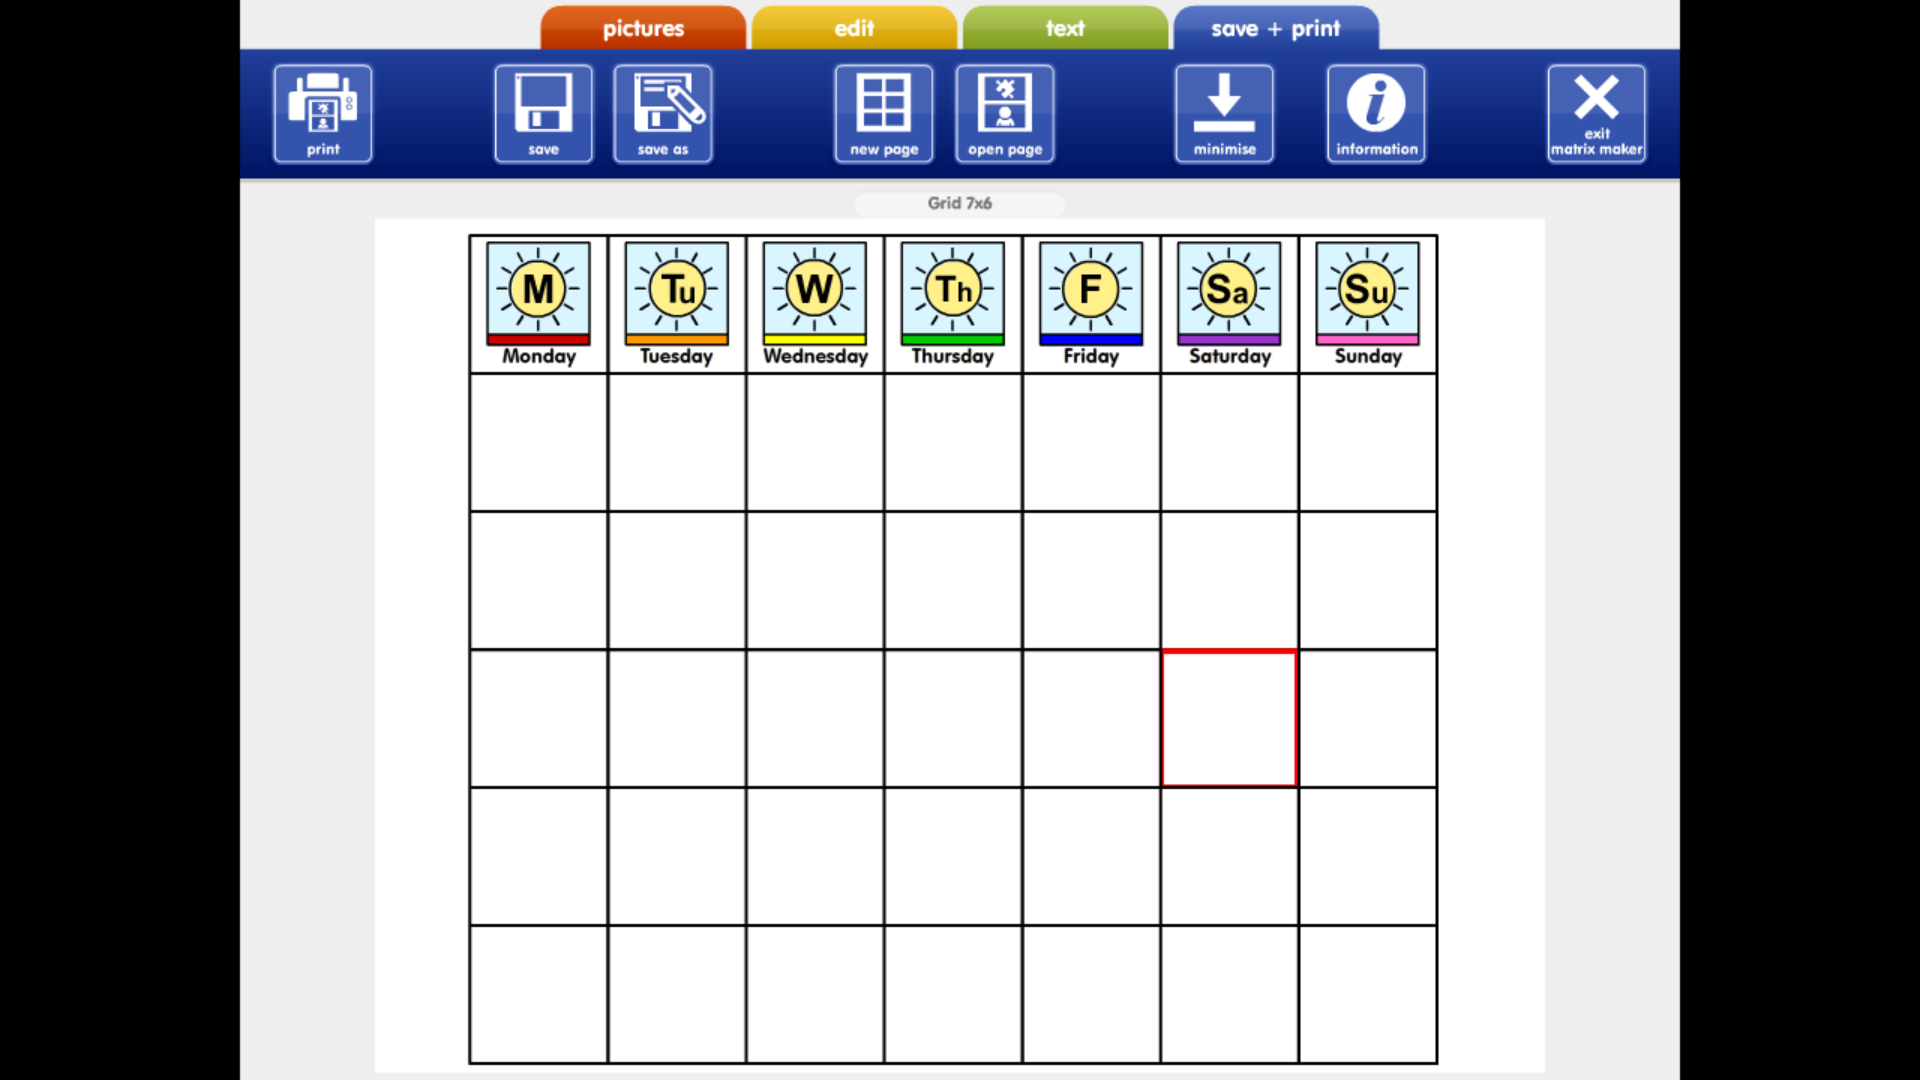 pictures edit text save + print
print save save as new page open page minimise information exit
matrix maker
Grid 7x6
M Tu W Th F Sa Su
Monday Tuesday Wednesday Thursday Friday Saturday Sunday